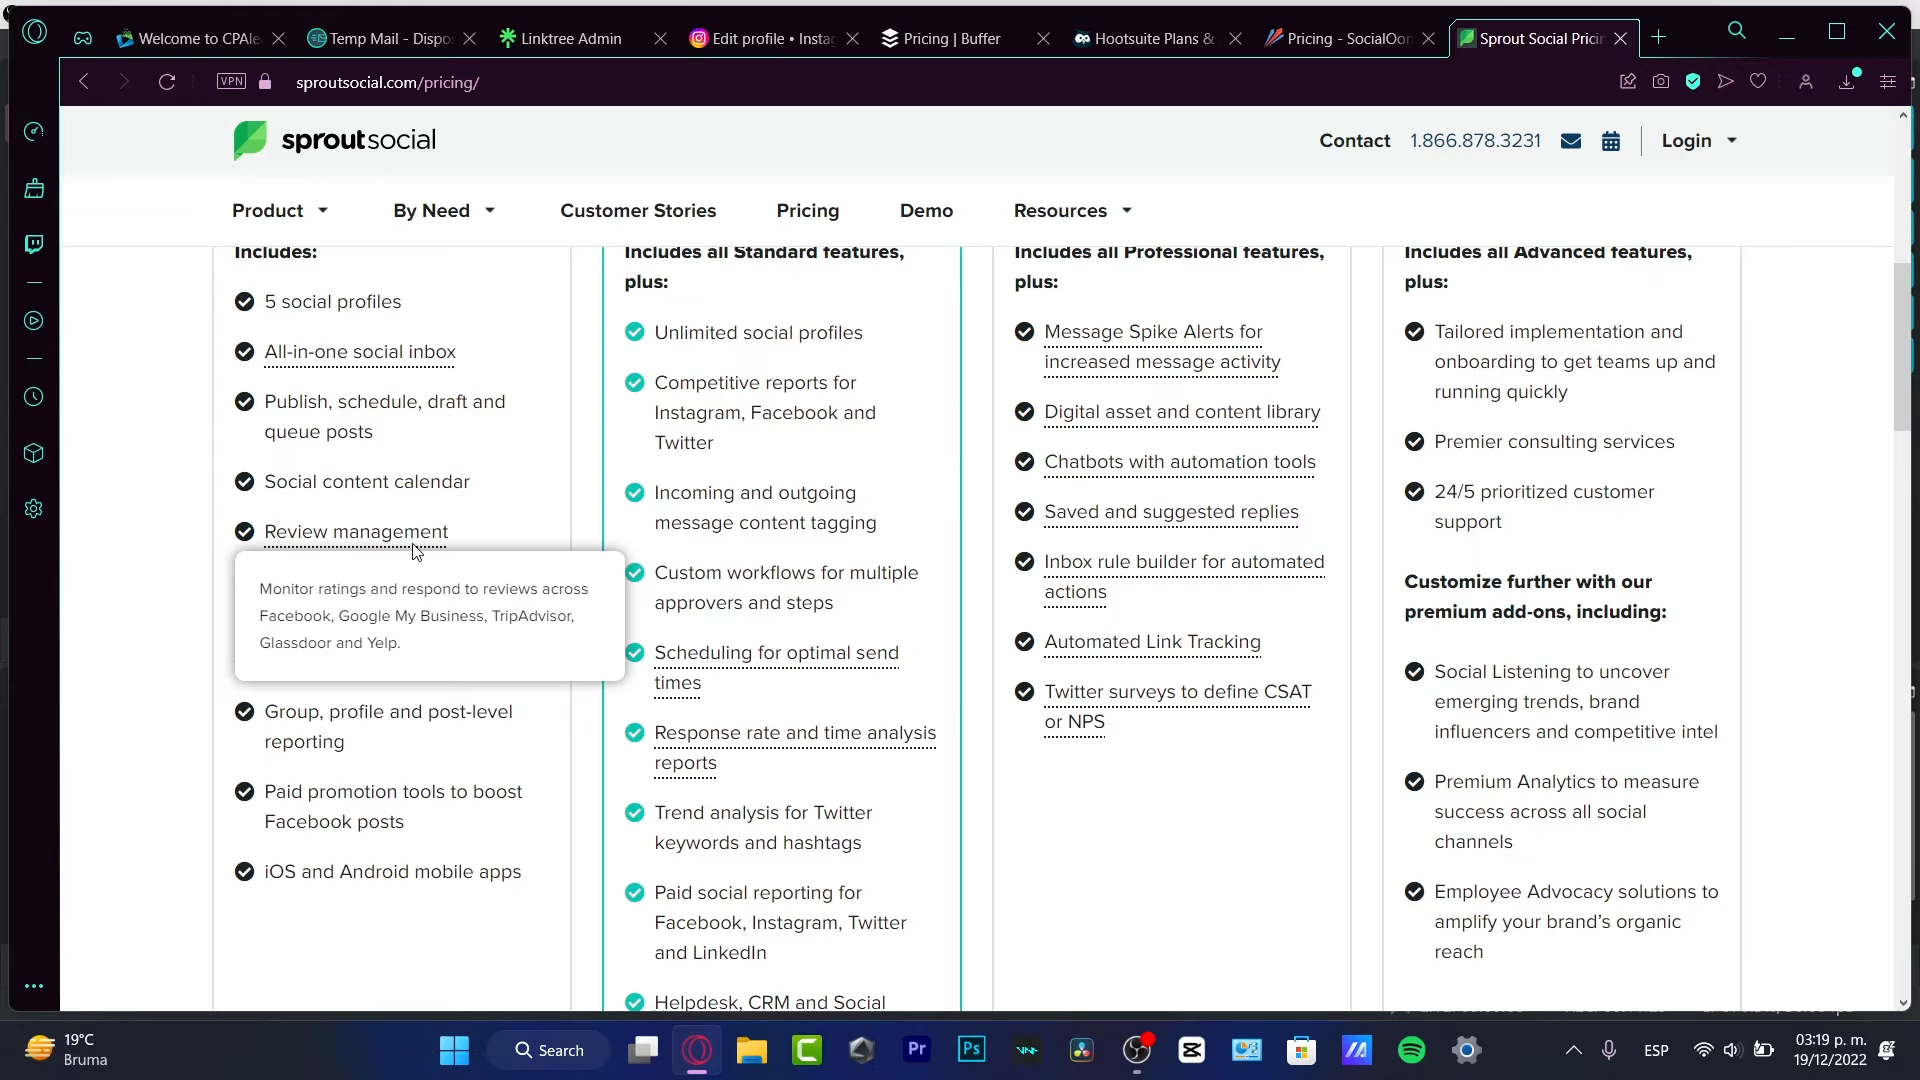 Welcome to CPAle
Temp Mail - Dispo
Linktree Admin
Edit profile • Insta
Pricing | Buffer
Hootsuite Plans &
Pricing - SocialOom
Sprout Social Pricin
VPN
sproutsocial.com/pricing/
sproutsocial
Contact 1.866.878.3231
Login
Product
By Need
Customer Stories
Pricing
Demo
Resources
Includes:
5 social profiles
All-in-one social inbox
Publish, schedule, draft and
queue posts
Social content calendar
Review management
Monitor ratings and respond to reviews across
Facebook, Google My Business, TripAdvisor,
Glassdoor and Yelp.
Group, profile and post-level
reporting
Paid promotion tools to boost
Facebook posts
iOS and Android mobile apps
Includes all Standard features,
plus:
Unlimited social profiles
Competitive reports for
Instagram, Facebook and
Twitter
Incoming and outgoing
message content tagging
Custom workflows for multiple
approvers and steps
Scheduling for optimal send
times
Response rate and time analysis
reports
Trend analysis for Twitter
keywords and hashtags
Paid social reporting for
Facebook, Instagram, Twitter
and LinkedIn
Helpdesk, CRM and Social
Includes all Professional features,
plus:
Message Spike Alerts for
increased message activity
Digital asset and content library
Chatbots with automation tools
Saved and suggested replies
Inbox rule builder for automated
actions
Automated Link Tracking
Twitter surveys to define CSAT
or NPS
Includes all Advanced features,
plus:
Tailored implementation and
onboarding to get teams up and
running quickly
Premier consulting services
24/5 prioritized customer
support
Customize further with our
premium add-ons, including:
Social Listening to uncover
emerging trends, brand
influencers and competitive intel
Premium Analytics to measure
success across all social
channels
Employee Advocacy solutions to
amplify your brand's organic
reach
19°C
Bruma
Search
Pr
Ps
ESP
03:19 p. m.
19/12/2022